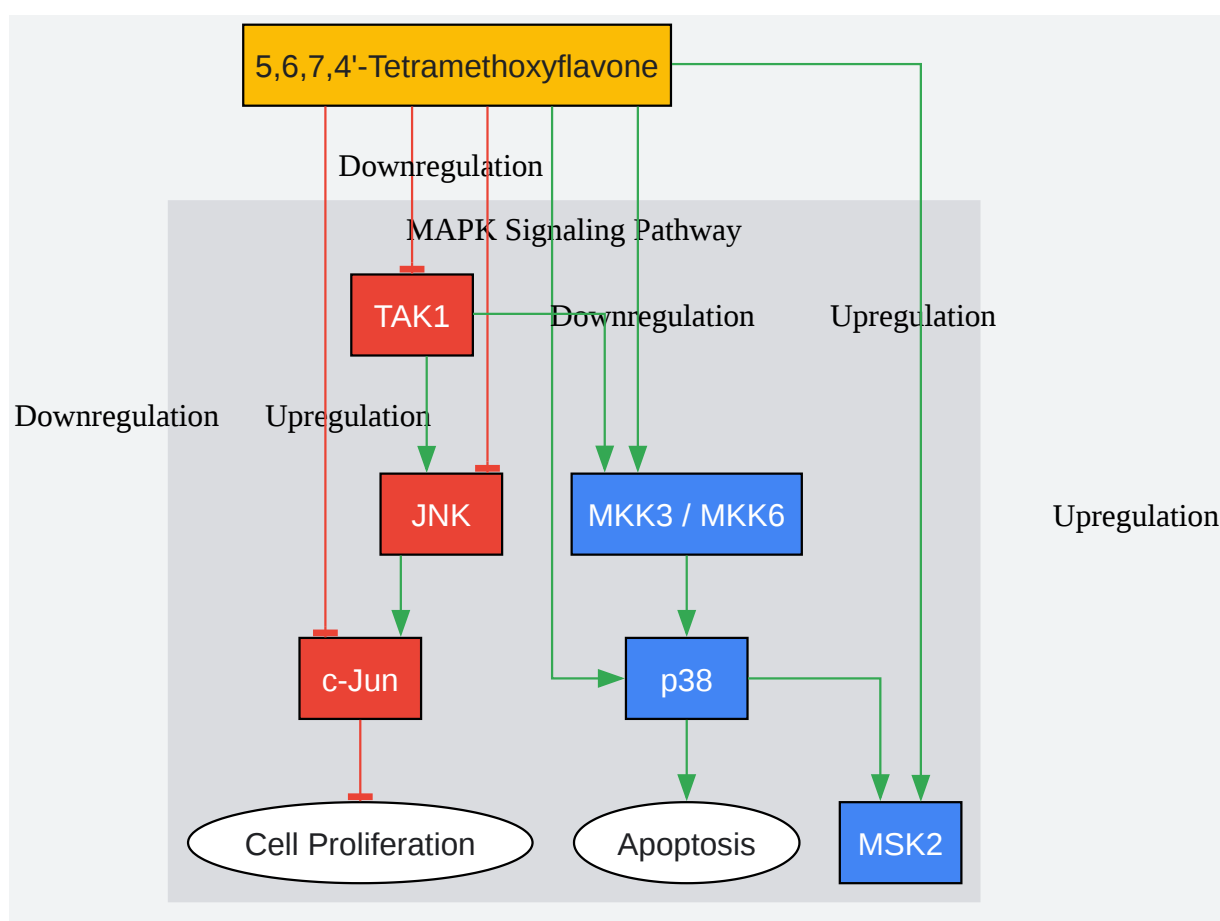 5,6,7,4'-Tetramethoxyflavone
Downregulation
MAPK Signaling Pathway
TAK1
Downregulation
Upregulation
Downregulation
Upregulation
JNK
MKK3 / MKK6
Upregulation
c-Jun
p38
Cell Proliferation
Apoptosis
MSK2